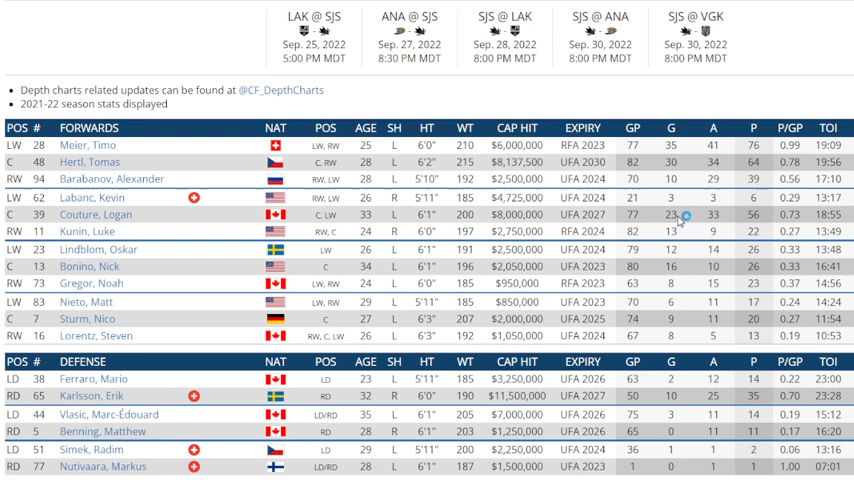 LAK @ SJS ANA @ SJS SJS @ LAK SJS @ ANA SJS @ VGK
Sep. 25, 2022 Sep. 27, 2022 Sep. 28, 2022 Sep. 30, 2022 Sep. 30, 2022
5:00 PM MDT 8:30 PM MDT 8:00 PM MDT 8:00 PM MDT 8:00 PM MDT
• Depth charts related updates can be found at @CF_DepthCharts
• 2021-22 season stats displayed
POS # FORWARDS NAT POS AGE SH HT WT CAP HIT EXPIRY GP G A P P/GP TOI
LW 28 Meier, Timo LW, RW 25 L 6'0" 210 $6,000,000 RFA 2023 77 35 41 76 0.99 19:09
C 48 Hertl, Tomas C, RW 28 L 6'2" 215 $8,137,500 UFA 2030 82 30 34 64 0.78 19:56
RW 94 Barabanov, Alexander RW, LW 28 L 5'10" 192 $2,500,000 UFA 2024 70 10 29 39 0.56 17:10
LW 62 Labanc, Kevin RW, LW 26 R 5'11" 185 $4,725,000 UFA 2024 21 3 3 6 0.29 13:17
C 39 Couture, Logan C, LW 33 L 6'1" 200 $8,000,000 UFA 2027 77 23 33 56 0.73 18:55
RW 11 Kunin, Luke RW, C 24 R 6'0" 197 $2,750,000 RFA 2024 82 13 9 22 0.27 13:49
LW 23 Lindblom, Oskar LW 26 L 6'1" 191 $2,500,000 UFA 2024 79 12 14 26 0.33 13:48
C 13 Bonino, Nick C 34 L 6'1" 196 $2,050,000 UFA 2023 80 16 10 26 0.33 16:41
RW 73 Gregor, Noah LW, RW 24 L 6'0" 185 $950,000 RFA 2023 63 8 15 23 0.37 14:56
LW 83 Nieto, Matt LW, RW 29 L 5'11" 185 $850,000 UFA 2023 70 6 11 17 0.24 14:24
C 7 Sturm, Nico C 27 L 6'3" 207 $2,000,000 UFA 2025 74 9 11 20 0.27 11:54
RW 16 Lorentz, Steven RW, C, LW 26 L 6'3" 192 $1,050,000 UFA 2024 67 8 5 13 0.19 10:53
POS # DEFENSE NAT POS AGE SH HT WT CAP HIT EXPIRY GP G A P P/GP TOI
LD 38 Ferraro, Mario LD 23 L 5'11" 185 $3,250,000 UFA 2026 63 2 12 14 0.22 23:00
RD 65 Karlsson, Erik RD 32 R 6'0" 190 $11,500,000 UFA 2027 50 10 25 35 0.70 23:28
LD 44 Vlasic, Marc-Édouard LD/RD 35 L 6'1" 205 $7,000,000 UFA 2026 75 3 11 14 0.19 15:12
RD 5 Benning, Matthew RD 28 R 6'1" 203 $1,250,000 UFA 2026 65 0 11 11 0.17 16:20
LD 51 Simek, Radim LD 29 L 5'11" 200 $2,250,000 UFA 2024 36 1 1 2 0.06 13:16
RD 77 Nutivaara, Markus LD/RD 28 L 6'1" 187 $1,500,000 UFA 2023 1 0 1 1 1.00 07:01